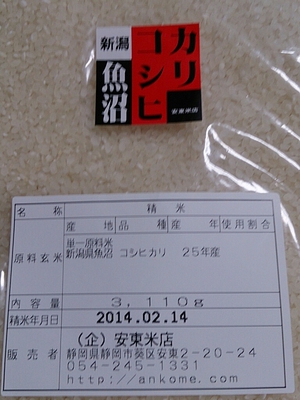 新潟
魚沼
コシヒ
カリ
安東米店
名称 精米
産地 品種 産年 使用割合
原料玄米
単一原料米
新潟県魚沼 コシヒカリ 25年産
内容量 3,110g
精米年月日 2014.02.14
販売者
(企)安東米店
静岡県静岡市葵区安東2-20-24
054-245-1331
http://ankome.com